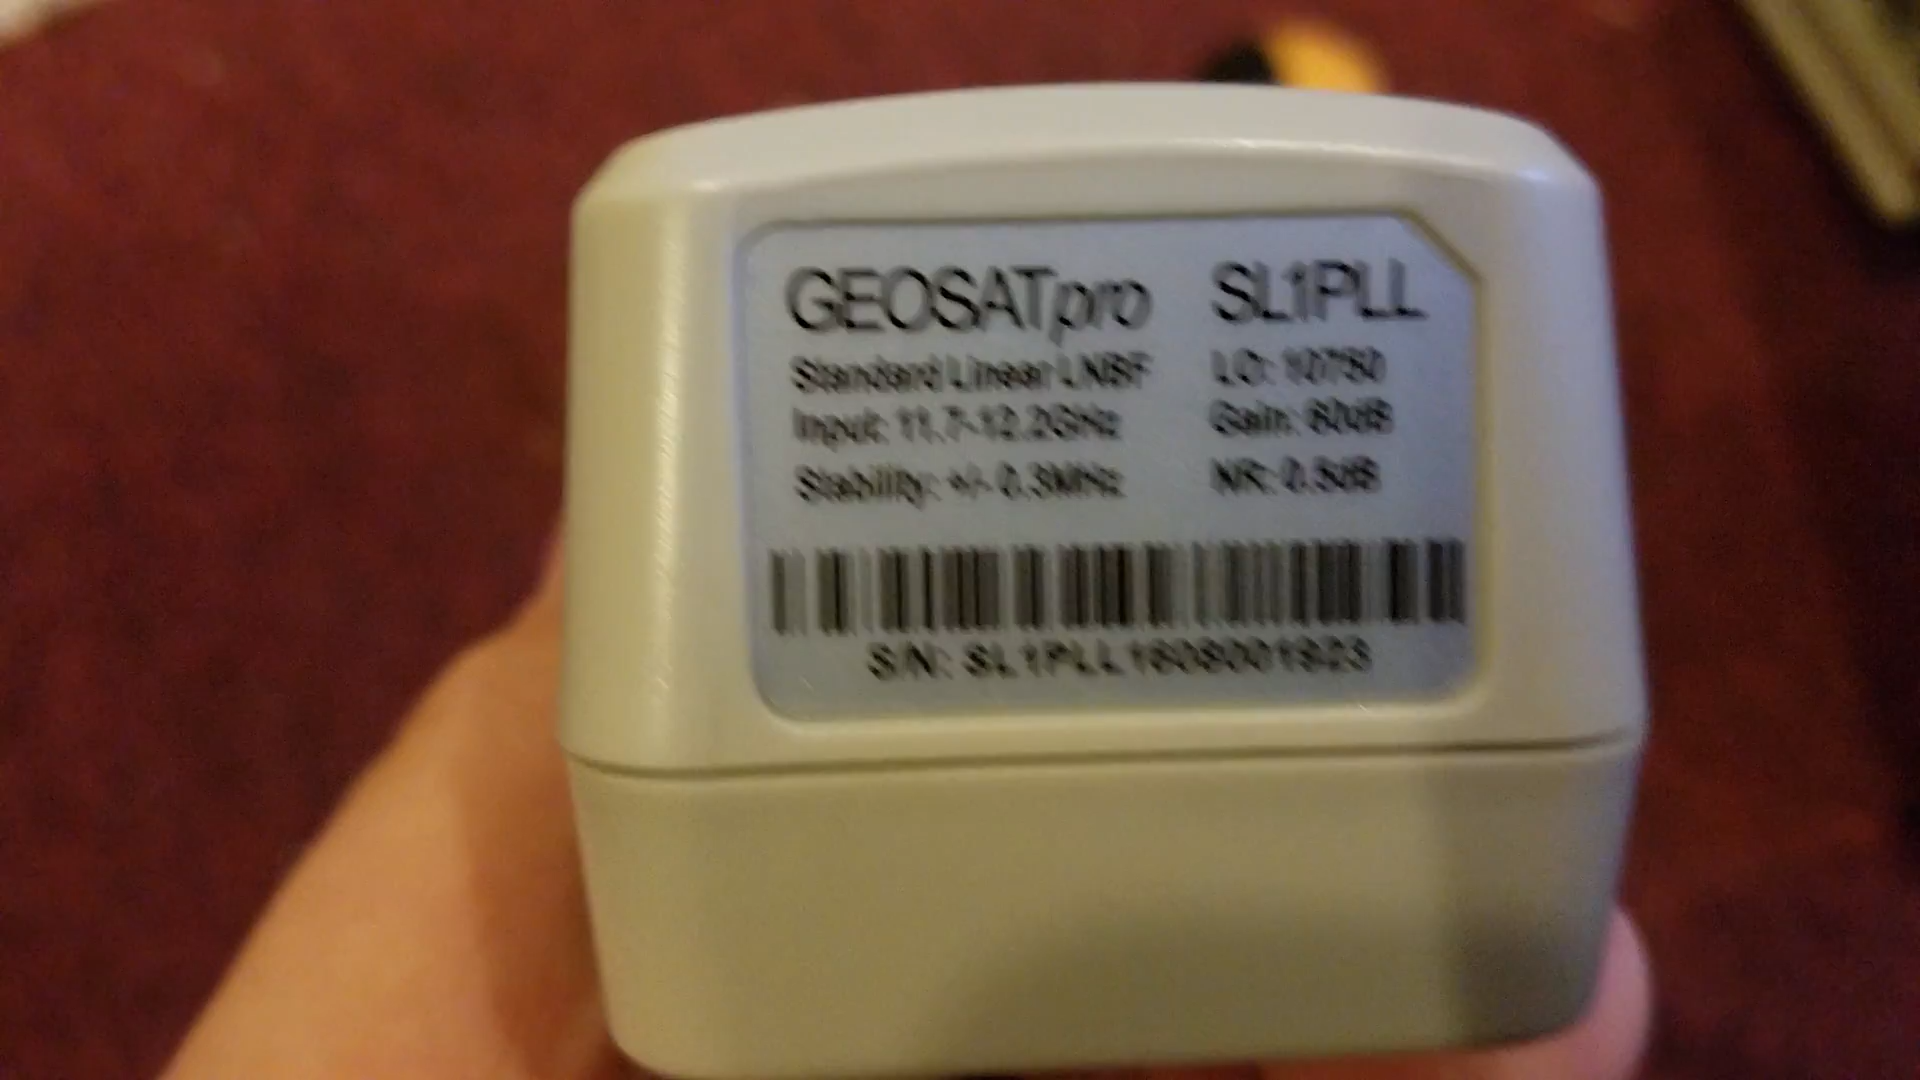 GEOSATpro SL1PLL
Standard Linear LNBF LO: 10750
Input: 11.7-12.2GHz Gain: 60dB
Stability: +/- 0.3MHz NR: 0.5dB
S/N: